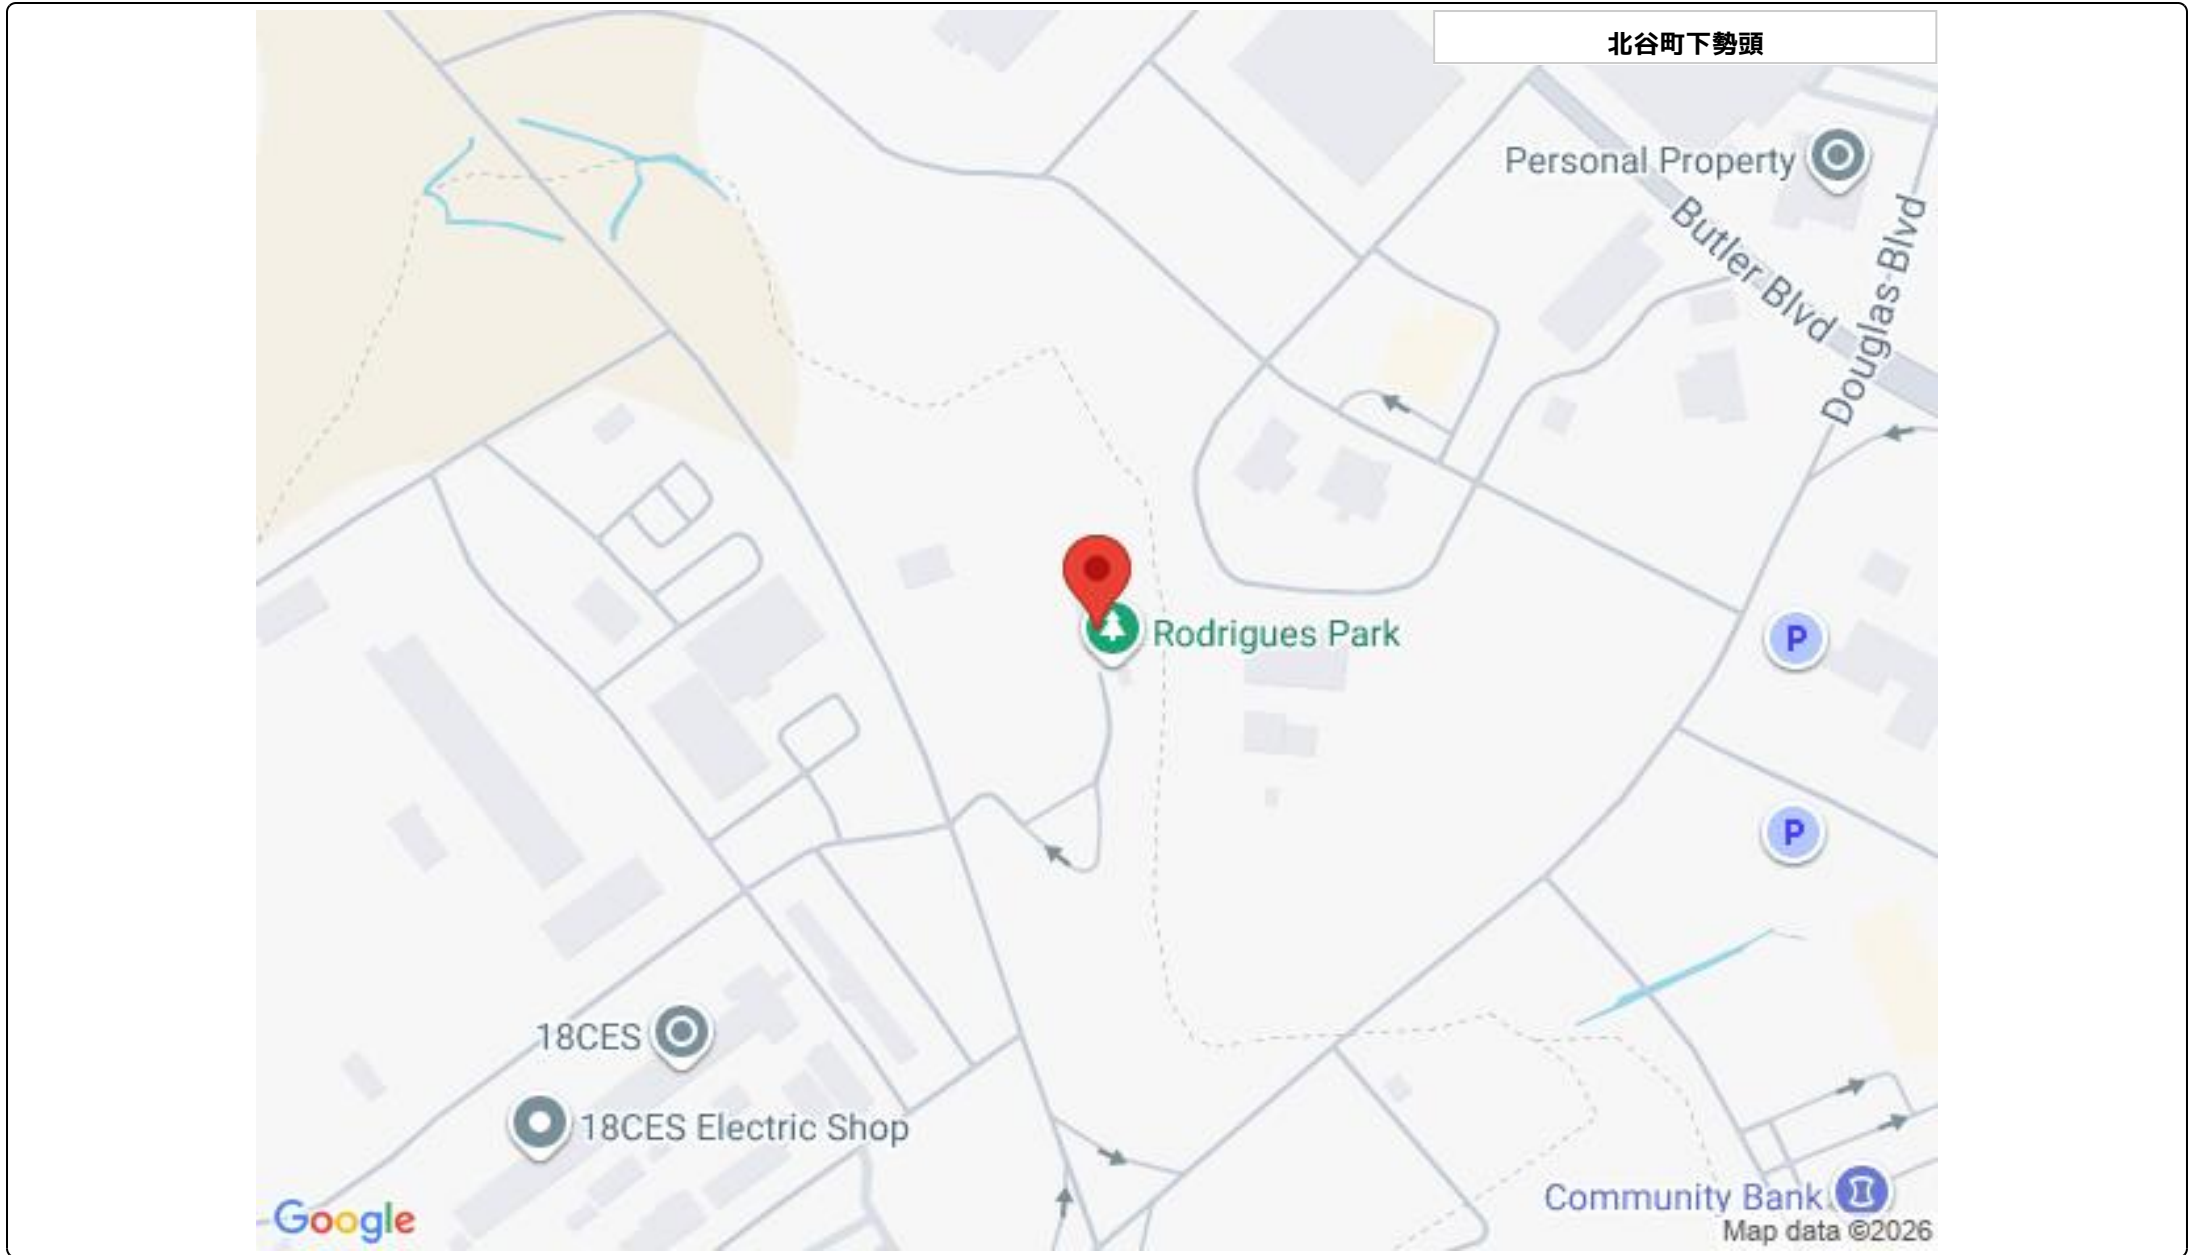 北谷町下勢頭
Personal Property
Butler Blvd
Douglas Blvd
Rodrigues Park
P
P
18CES
18CES Electric Shop
Community Bank
Google
Map data ©2026